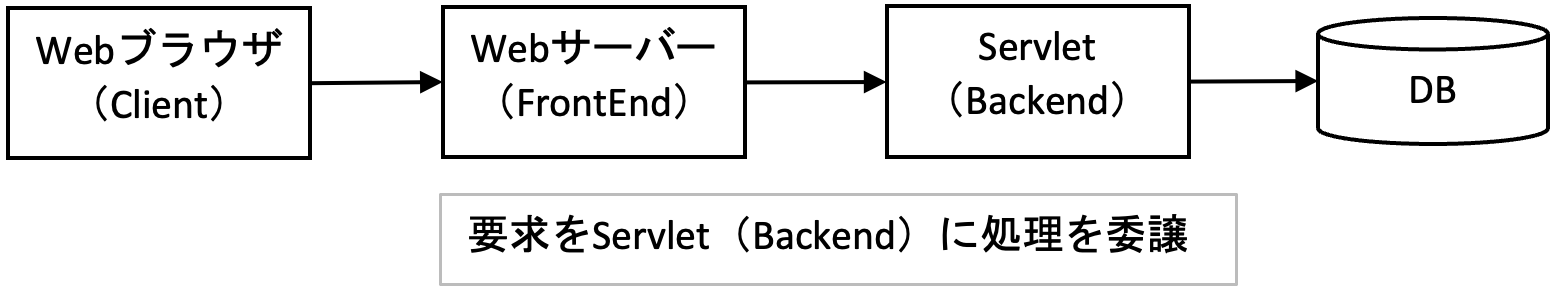 Webブラウザ
（Client）
Webサーバー
（FrontEnd）
Servlet
（Backend）
DB
要求をServlet（Backend）に処理を委譲